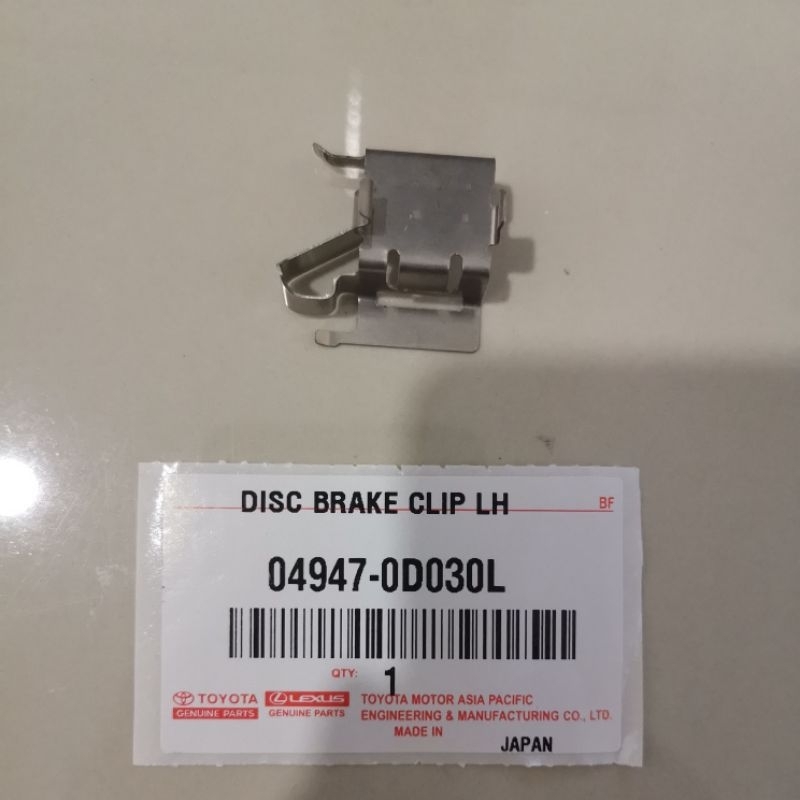 DISC BRAKE CLIP LH
BF
04947-0D030L
QTY: 1
TOYOTA
GENUINE PARTS
LEXUS
GENUINE PARTS
TOYOTA MOTOR ASIA PACIFIC
ENGINEERING & MANUFACTURING CO., LTD.
MADE IN JAPAN